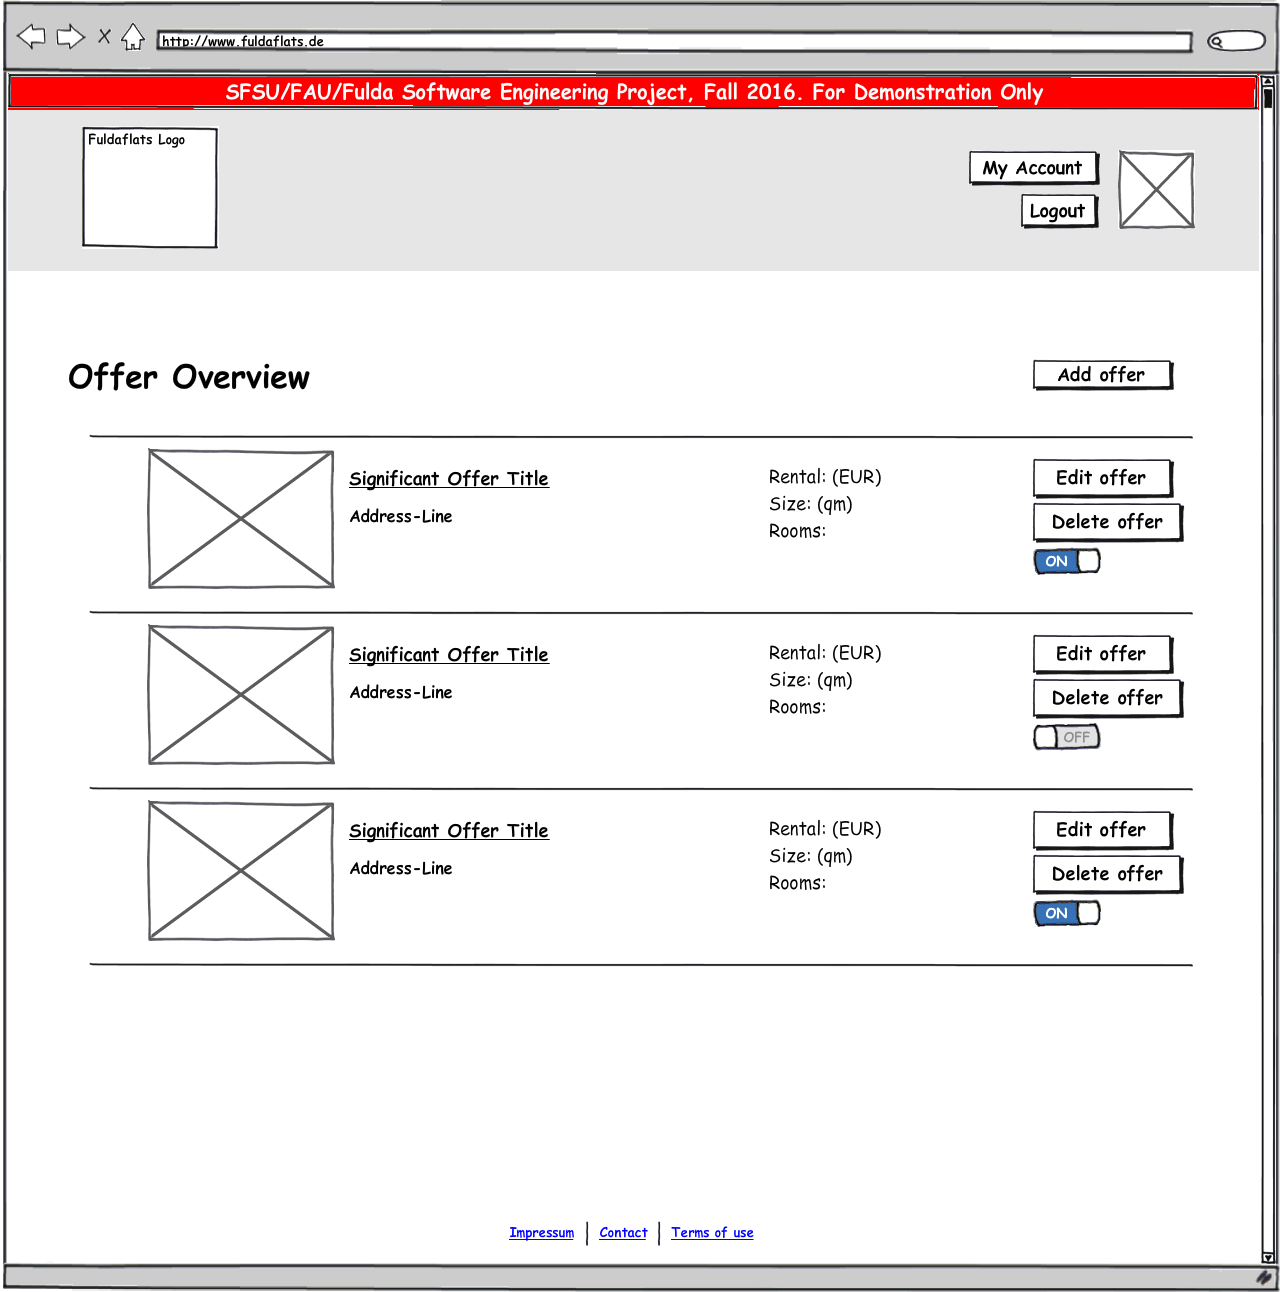 http://www.fuldaflats.de
SFSU/FAU/Fulda Software Engineering Project, Fall 2016. For Demonstration Only
Fuldaflats Logo
My Account
Logout
Offer Overview
Add offer
Significant Offer Title
Address-Line
Rental: (EUR)
Size: (qm)
Rooms:
Edit offer
Delete offer
ON
Significant Offer Title
Address-Line
Rental: (EUR)
Size: (qm)
Rooms:
Edit offer
Delete offer
OFF
Significant Offer Title
Address-Line
Rental: (EUR)
Size: (qm)
Rooms:
Edit offer
Delete offer
ON
Impressum | Contact | Terms of use